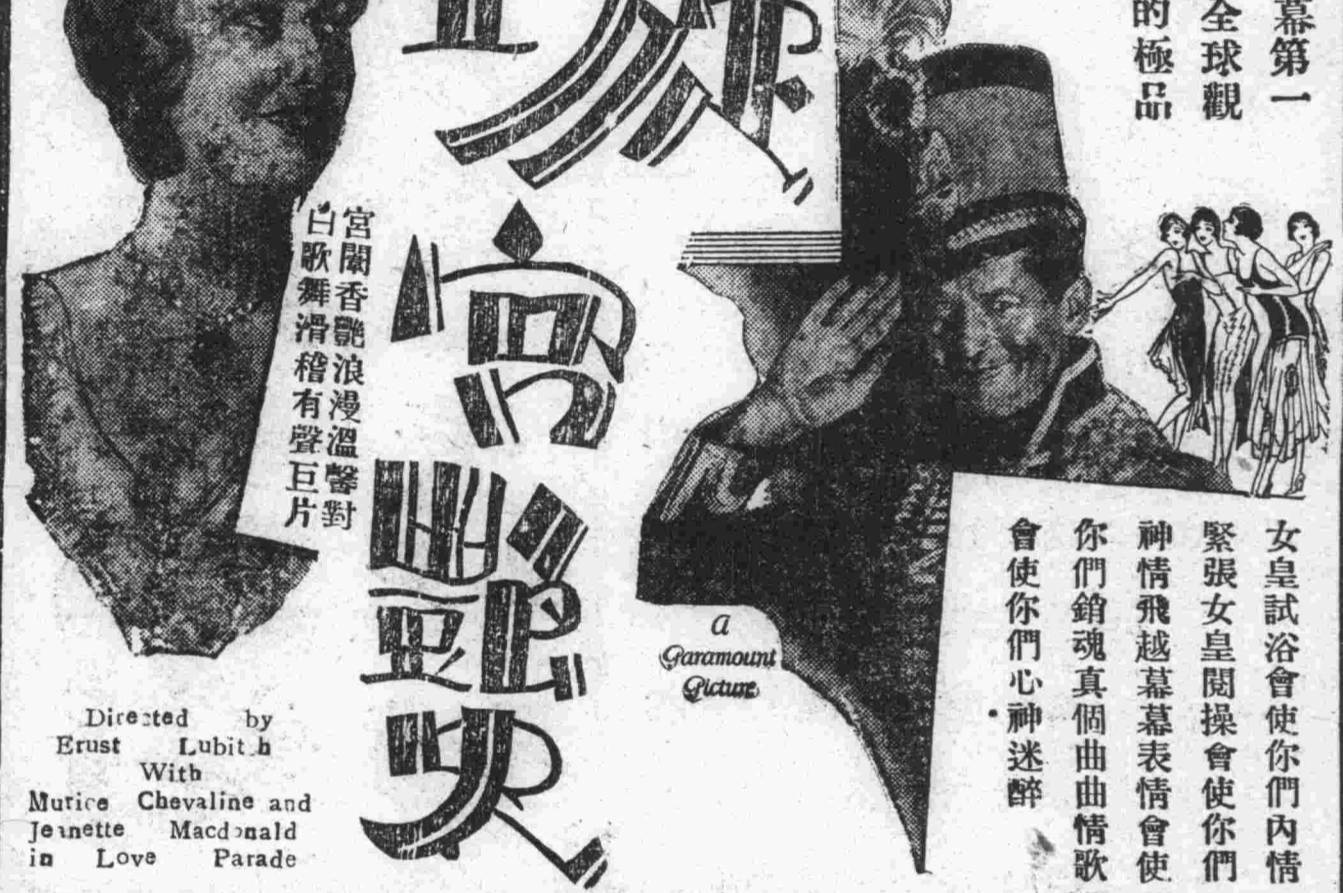 幕第一
全球觀
的極品
璇宮艷史
宮闈香艷浪漫溫馨對
白歌舞滑稽有聲巨片
女皇試浴會使你們內情
緊張女皇閱操會使你們
神情飛越幕幕表情會使
你們銷魂真個曲曲情歌
會使你們心神迷醉
a
Paramount
Picture
Directed by
Erust Lubit h
With
Murice Chevaline and
Jeanette Macdonald
in Love Parade